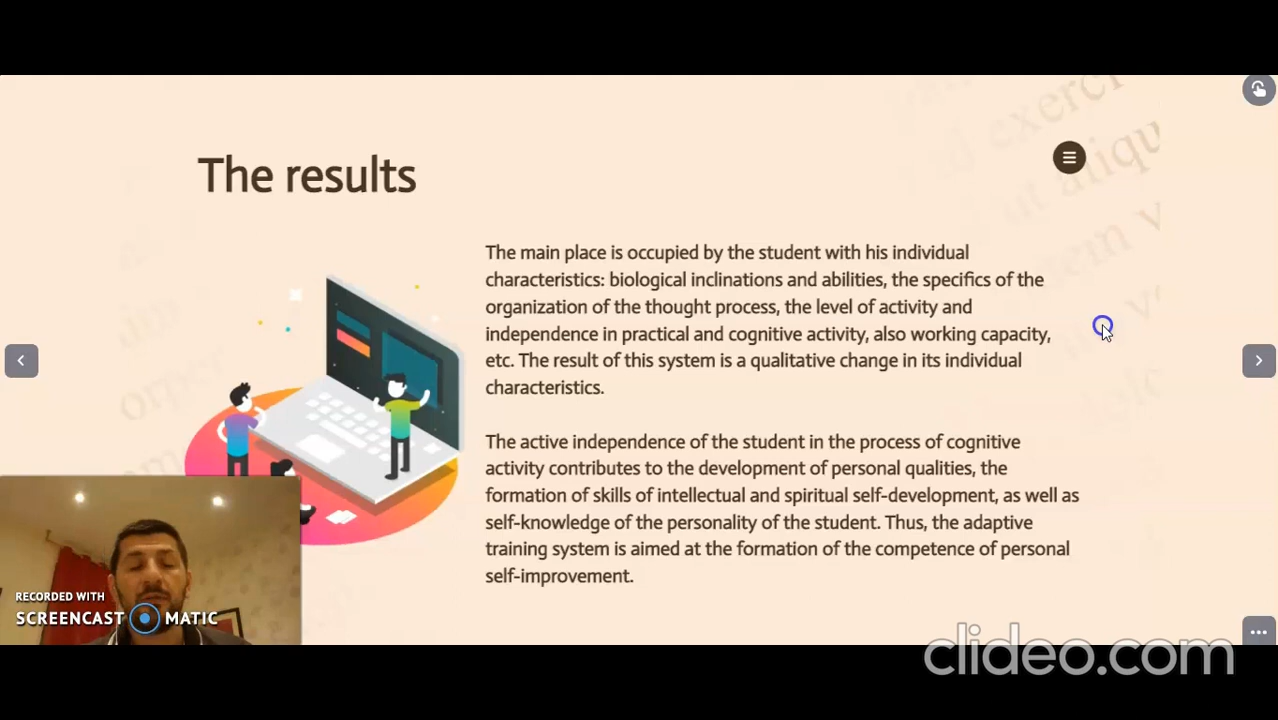 The results
The main place is occupied by the student with his individual
characteristics: biological inclinations and abilities, the specifics of the
organization of the thought process, the level of activity and
independence in practical and cognitive activity, also working capacity,
etc. The result of this system is a qualitative change in its individual
characteristics.
The active independence of the student in the process of cognitive
activity contributes to the development of personal qualities, the
formation of skills of intellectual and spiritual self-development, as well as
self-knowledge of the personality of the student. Thus, the adaptive
training system is aimed at the formation of the competence of personal
self-improvement.
RECORDED WITH
SCREENCAST MATIC
clideo.com